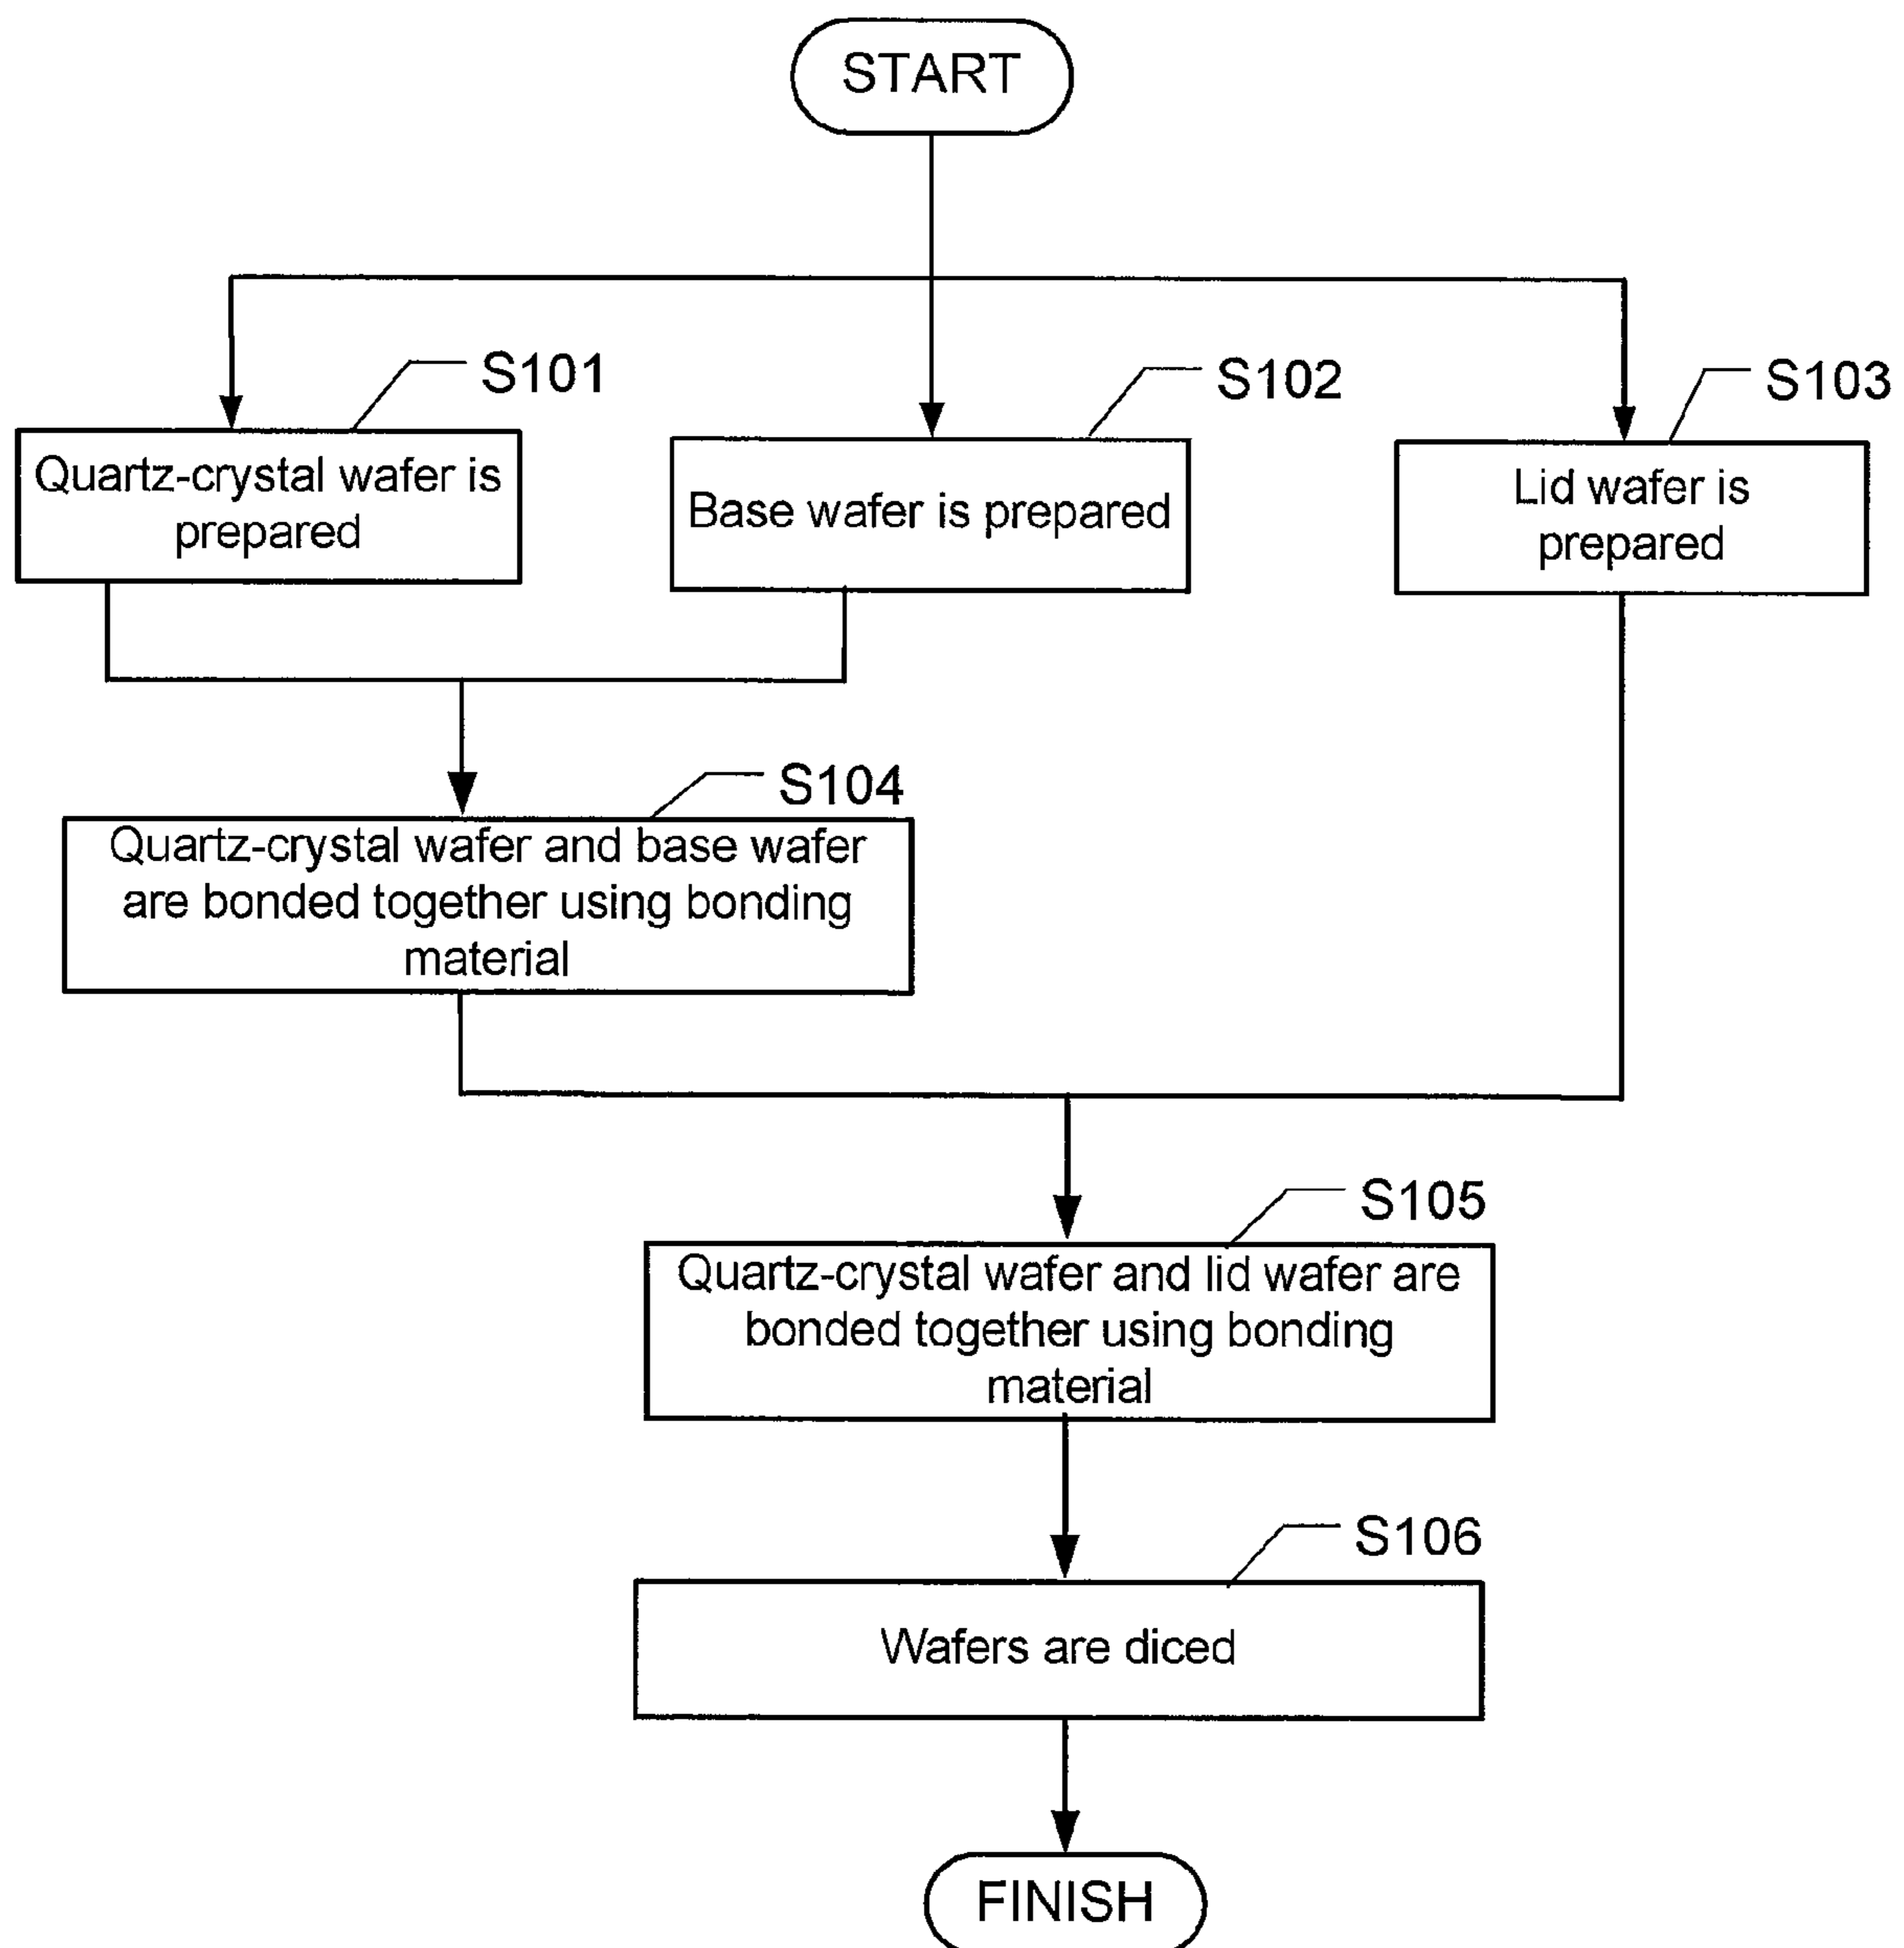 START
S101
S102
S103
Quartz-crystal wafer is
prepared
Base wafer is prepared
Lid wafer is
prepared
S104
Quartz-crystal wafer and base wafer
are bonded together using bonding
material
S105
Quartz-crystal wafer and lid wafer are
bonded together using bonding
material
S106
Wafers are diced
FINISH